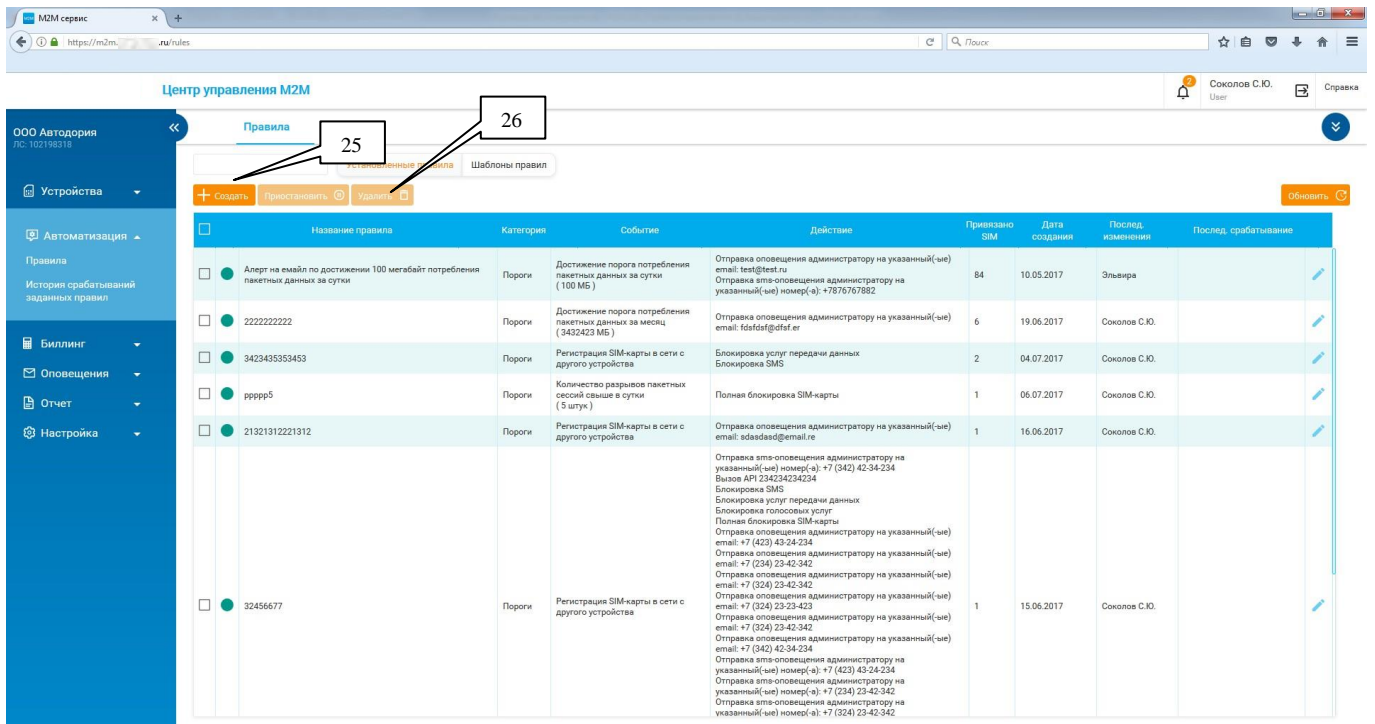 М2М сервис
https://m2m. .ru/rules
Поиск
Центр управления М2М
2
Соколов С.Ю.
User
Справка
ООО Автодория
ЛС: 102198318
Правила
25
26
Установленные правила
Шаблоны правил
Устройства
Создать
Приостановить
Удалить
Обновить
Автоматизация
Правила
История срабатываний
заданных правил
Биллинг
Оповещения
Отчет
Настройка
Название правила
Категория
Событие
Действие
Привязано
SIM
Дата
создания
Послед.
изменения
Послед. срабатывание
Алерт на емайл по достижении 100 мегабайт потребления
пакетных данных за сутки
Пороги
Достижение порога потребления
пакетных данных за сутки
( 100 МБ )
Отправка оповещения администратору на указанный(-ые)
email: test@test.ru
Отправка sms-оповещения администратору на
указанный(-ые) номер(-а): +7876767882
84
10.05.2017
Эльвира
2222222222
Пороги
Достижение порога потребления
пакетных данных за месяц
( 3432423 МБ )
Отправка оповещения администратору на указанный(-ые)
email: fdsfdsf@dfsf.er
6
19.06.2017
Соколов С.Ю.
3423435353453
Пороги
Регистрация SIM-карты в сети с
другого устройства
Блокировка услуг передачи данных
Блокировка SMS
2
04.07.2017
Соколов С.Ю.
ppppp5
Пороги
Количество разрывов пакетных
сессий свыше в сутки
( 5 штук )
Полная блокировка SIM-карты
1
06.07.2017
Соколов С.Ю.
21321312221312
Пороги
Регистрация SIM-карты в сети с
другого устройства
Отправка оповещения администратору на указанный(-ые)
email: sdasdasd@email.re
1
16.06.2017
Соколов С.Ю.
32456677
Пороги
Регистрация SIM-карты в сети с
другого устройства
Отправка sms-оповещения администратору на
указанный(-ые) номер(-а): +7 (342) 42-34-234
Вызов API 234234234234
Блокировка SMS
Блокировка услуг передачи данных
Блокировка голосовых услуг
Полная блокировка SIM-карты
Отправка оповещения администратору на указанный(-ые)
email: +7 (423) 43-24-234
Отправка оповещения администратору на указанный(-ые)
email: +7 (234) 23-42-342
Отправка оповещения администратору на указанный(-ые)
email: +7 (324) 23-42-342
Отправка оповещения администратору на указанный(-ые)
email: +7 (324) 23-23-423
Отправка оповещения администратору на указанный(-ые)
email: +7 (324) 23-42-342
Отправка оповещения администратору на указанный(-ые)
email: +7 (342) 42-34-234
Отправка sms-оповещения администратору на
указанный(-ые) номер(-а): +7 (423) 43-24-234
Отправка sms-оповещения администратору на
указанный(-ые) номер(-а): +7 (234) 23-42-342
Отправка sms-оповещения администратору на
указанный(-ые) номер(-а): +7 (324) 23-42-342
1
15.06.2017
Соколов С.Ю.